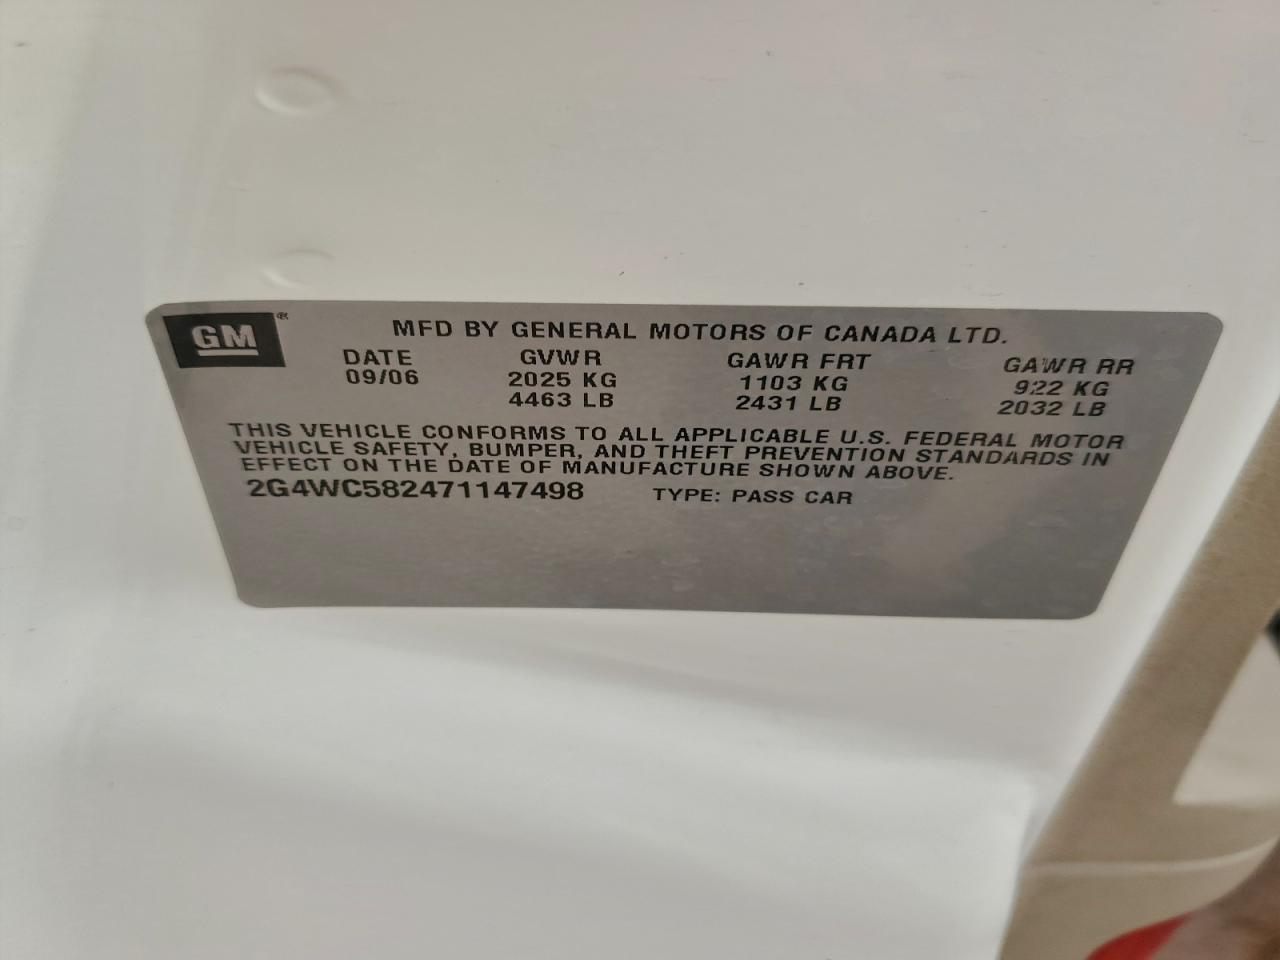 GM®
MFD BY GENERAL MOTORS OF CANADA LTD.
DATE GVWR GAWR FRT GAWR RR
09/06 2025 KG 1103 KG 922 KG
4463 LB 2431 LB 2032 LB
THIS VEHICLE CONFORMS TO ALL APPLICABLE U.S. FEDERAL MOTOR
VEHICLE SAFETY, BUMPER, AND THEFT PREVENTION STANDARDS IN
EFFECT ON THE DATE OF MANUFACTURE SHOWN ABOVE.
2G4WC582471147498 TYPE: PASS CAR